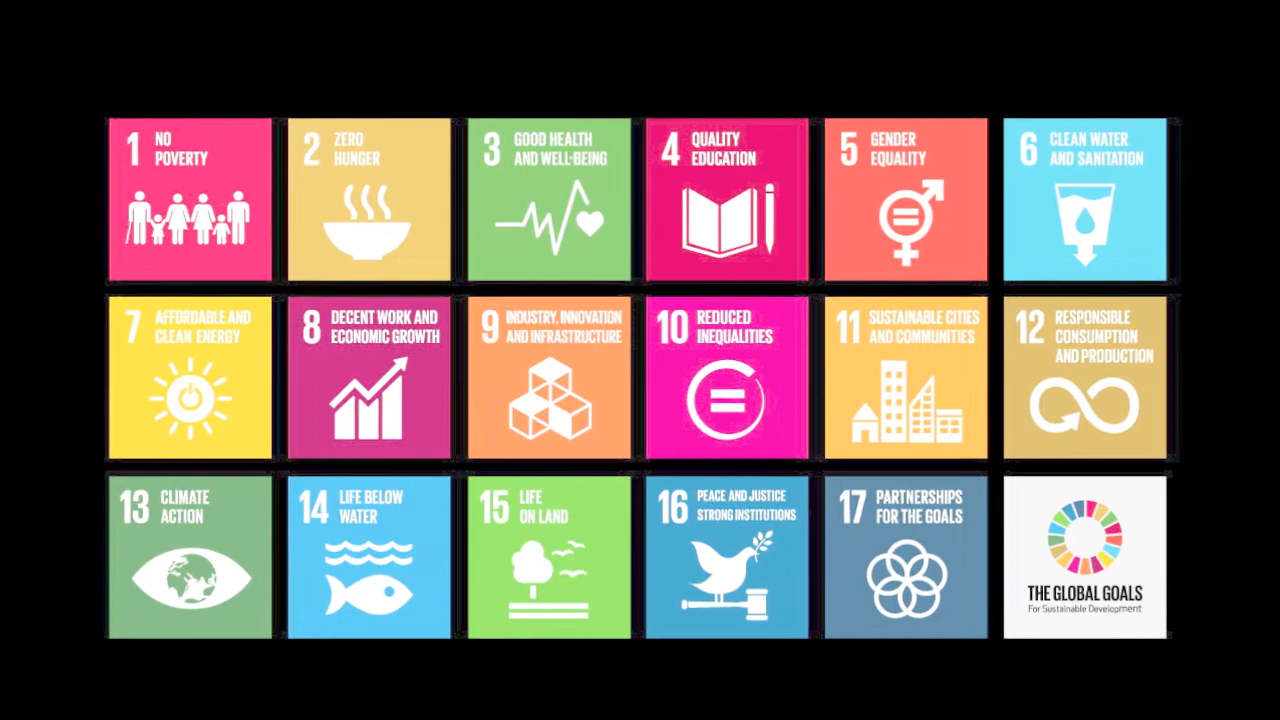 1 NO
POVERTY
2 ZERO
HUNGER
3 GOOD HEALTH
AND WELL-BEING
4 QUALITY
EDUCATION
5 GENDER
EQUALITY
6 CLEAN WATER
AND SANITATION
7 AFFORDABLE AND
CLEAN ENERGY
8 DECENT WORK AND
ECONOMIC GROWTH
9 INDUSTRY, INNOVATION
AND INFRASTRUCTURE
10 REDUCED
INEQUALITIES
11 SUSTAINABLE CITIES
AND COMMUNITIES
12 RESPONSIBLE
CONSUMPTION
AND PRODUCTION
13 CLIMATE
ACTION
14 LIFE BELOW
WATER
15 LIFE
ON LAND
16 PEACE AND JUSTICE
STRONG INSTITUTIONS
17 PARTNERSHIPS
FOR THE GOALS
THE GLOBAL GOALS
For Sustainable Development